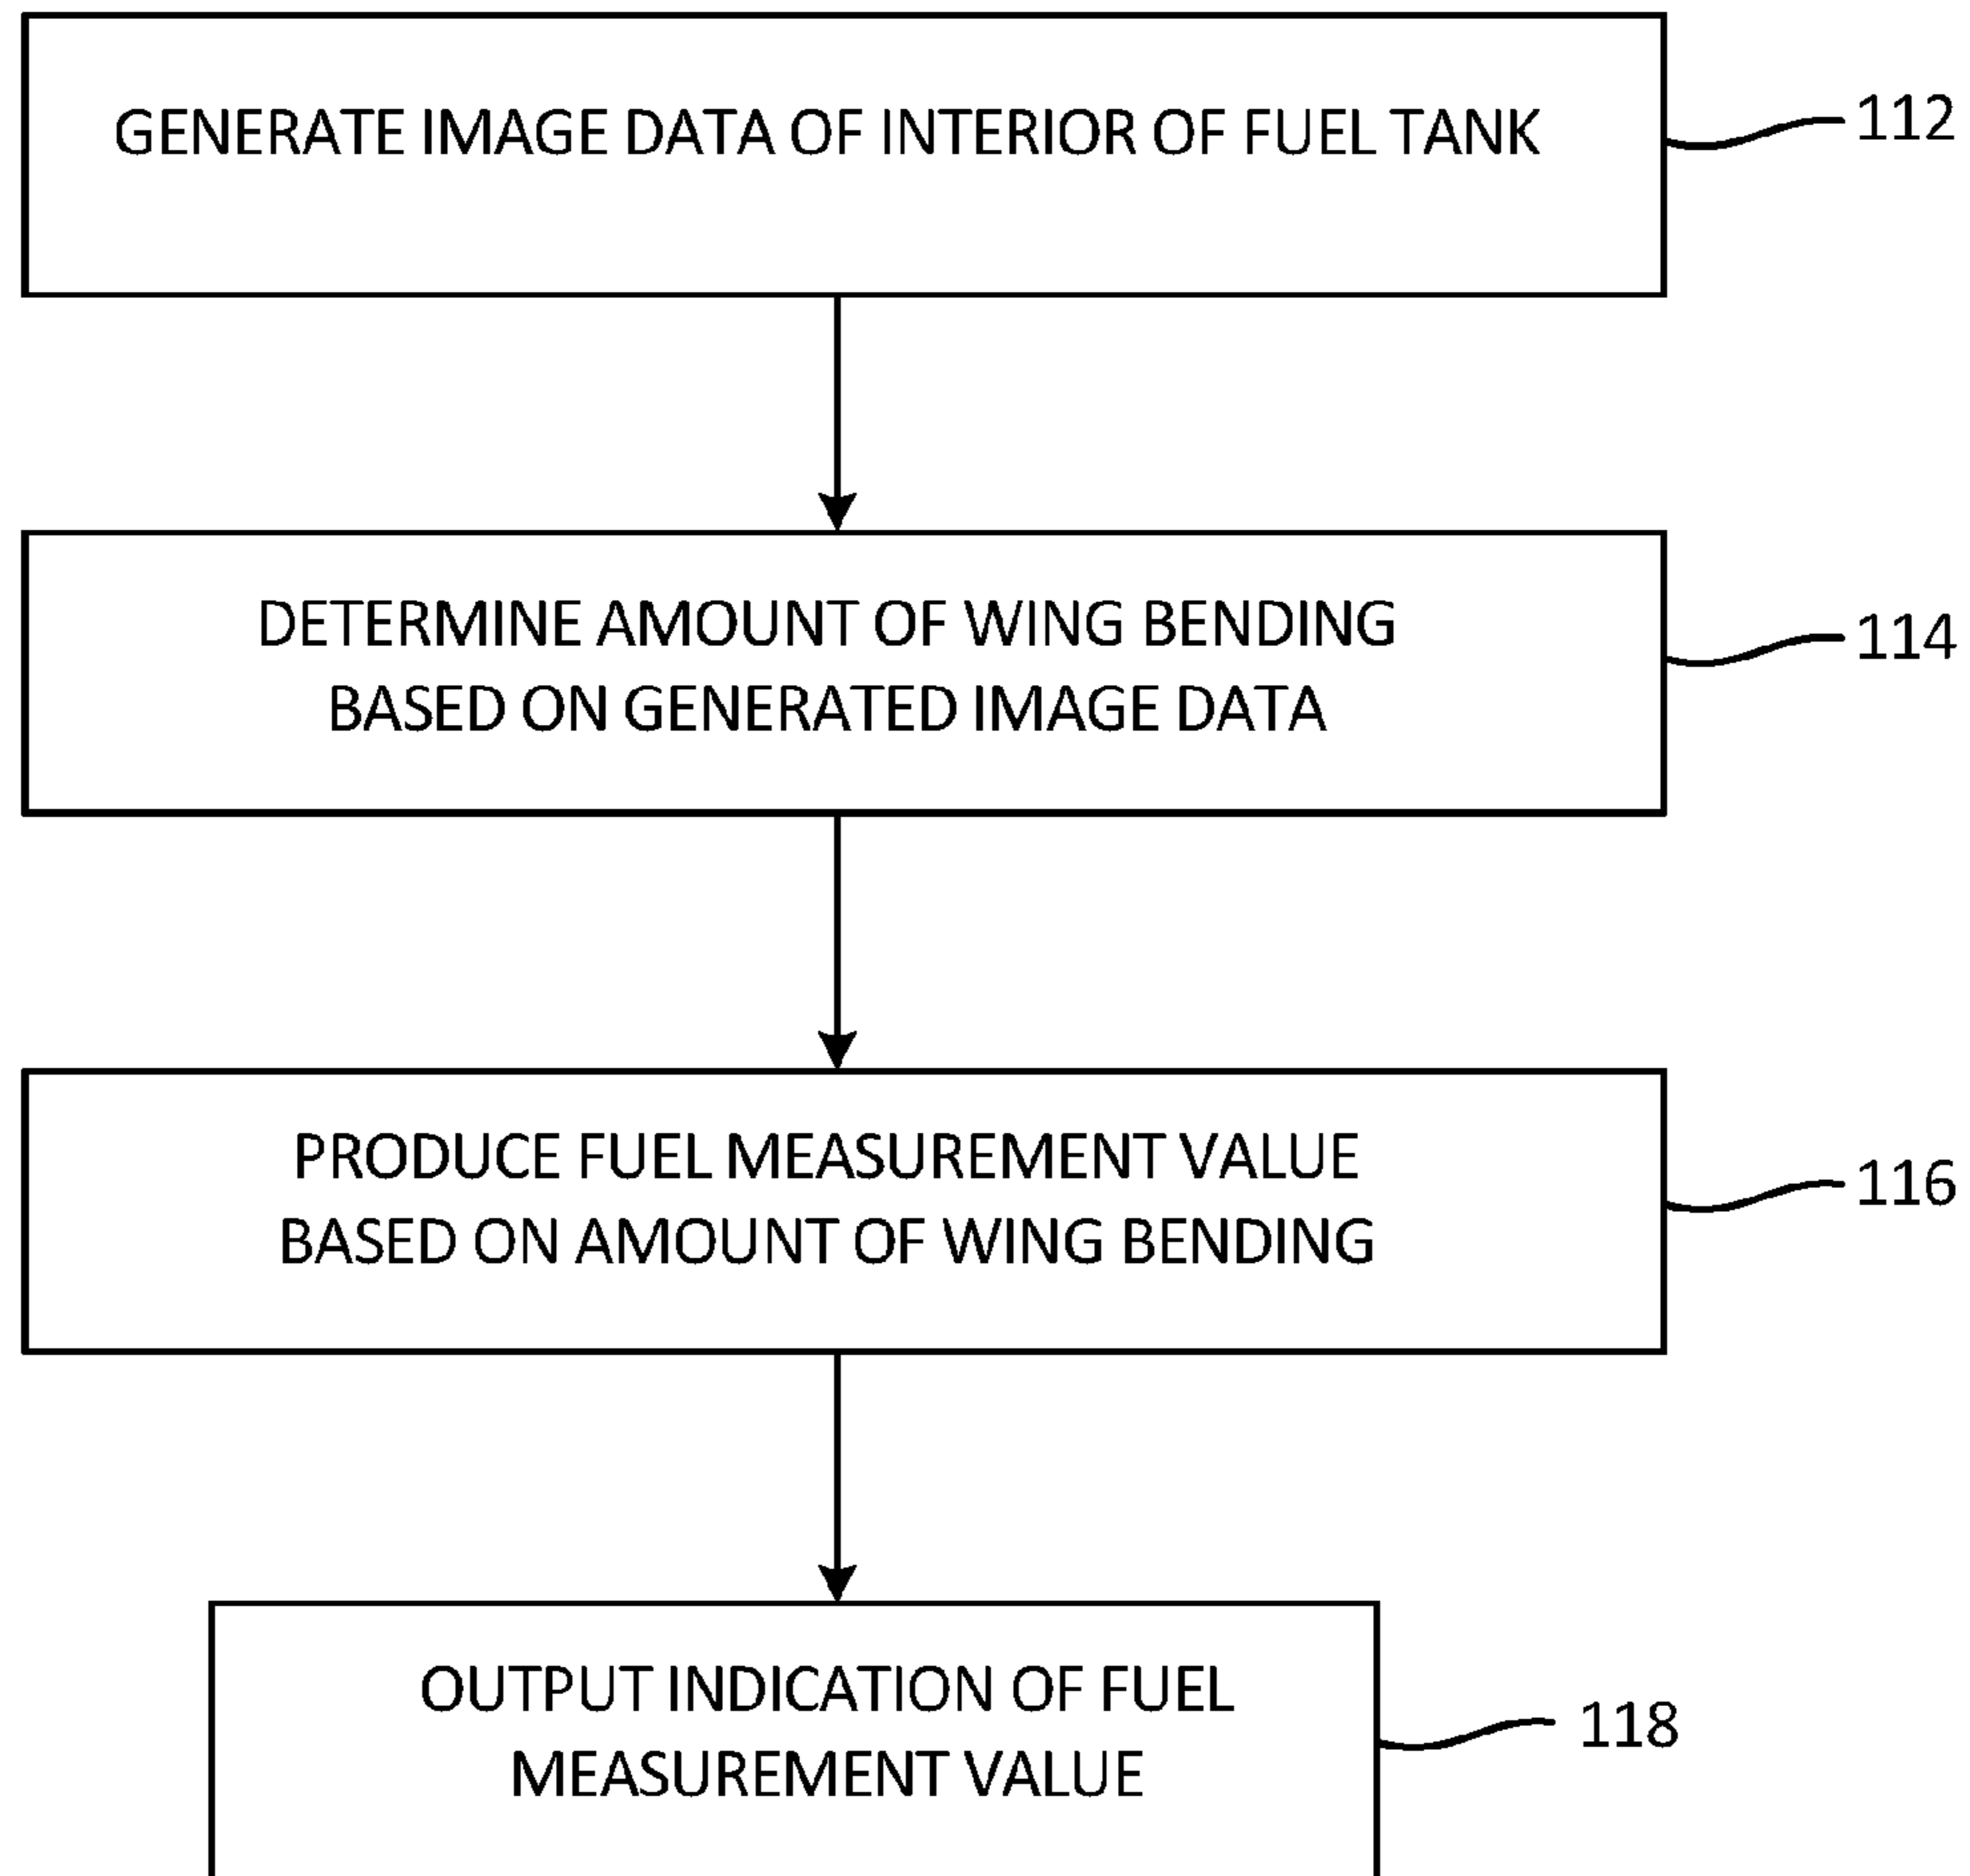 GENERATE IMAGE DATA OF INTERIOR OF FUEL TANK
112
DETERMINE AMOUNT OF WING BENDING
BASED ON GENERATED IMAGE DATA
114
PRODUCE FUEL MEASUREMENT VALUE
BASED ON AMOUNT OF WING BENDING
116
OUTPUT INDICATION OF FUEL
MEASUREMENT VALUE
118